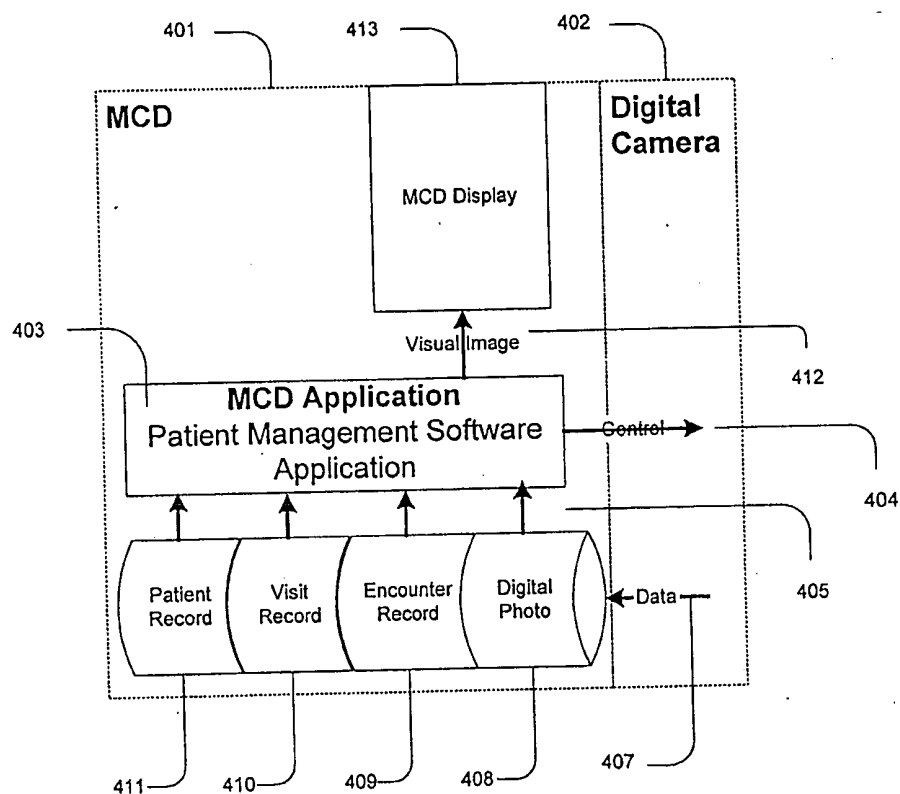 401
413
402
MCD
Digital
Camera
MCD Display
403
Visual Image
412
MCD Application
Patient Management Software
Application
Control
404
Patient
Record
Visit
Record
Encounter
Record
Digital
Photo
Data
405
411
410
409
408
407